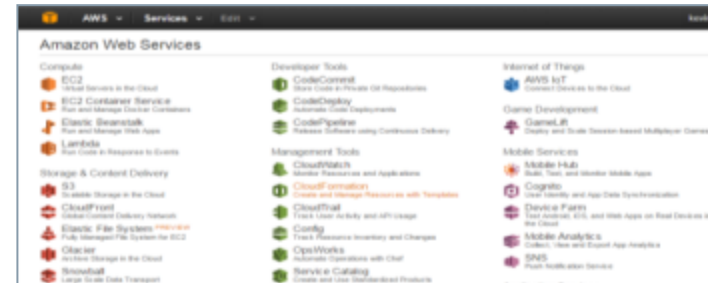 AWS Services Edit
Amazon Web Services
Compute
EC2
Virtual Servers in the Cloud
EC2 Container Service
Run and Manage Docker Containers
Elastic Beanstalk
Run and Manage Web Apps
Lambda
Run Code in Response to Events
Storage & Content Delivery
S3
Scalable Storage in the Cloud
CloudFront
Global Content Delivery Network
Elastic File System PREVIEW
Fully Managed File System for EC2
Glacier
Archive Storage in the Cloud
Snowball
Large Scale Data Transport
Developer Tools
CodeCommit
Store Code in Private Git Repositories
CodeDeploy
Automate Code Deployments
CodePipeline
Release Software using Continuous Delivery
Management Tools
CloudWatch
Monitor Resources and Applications
CloudFormation
Create and Manage Resources with Templates
CloudTrail
Track User Activity and API Usage
Config
Track Resource Inventory and Changes
OpsWorks
Automate Operations with Chef
Service Catalog
Create and Use Standardized Products
Internet of Things
AWS IoT
Connect Devices to the Cloud
Game Development
GameLift
Deploy and Scale Session-based Multiplayer Games
Mobile Services
Mobile Hub
Build, Test, and Monitor Mobile Apps
Cognito
User Identity and App Data Synchronization
Device Farm
Test Android, iOS, and Web Apps on Real Devices in
the Cloud
Mobile Analytics
Collect, View and Export App Analytics
SNS
Push Notification Service